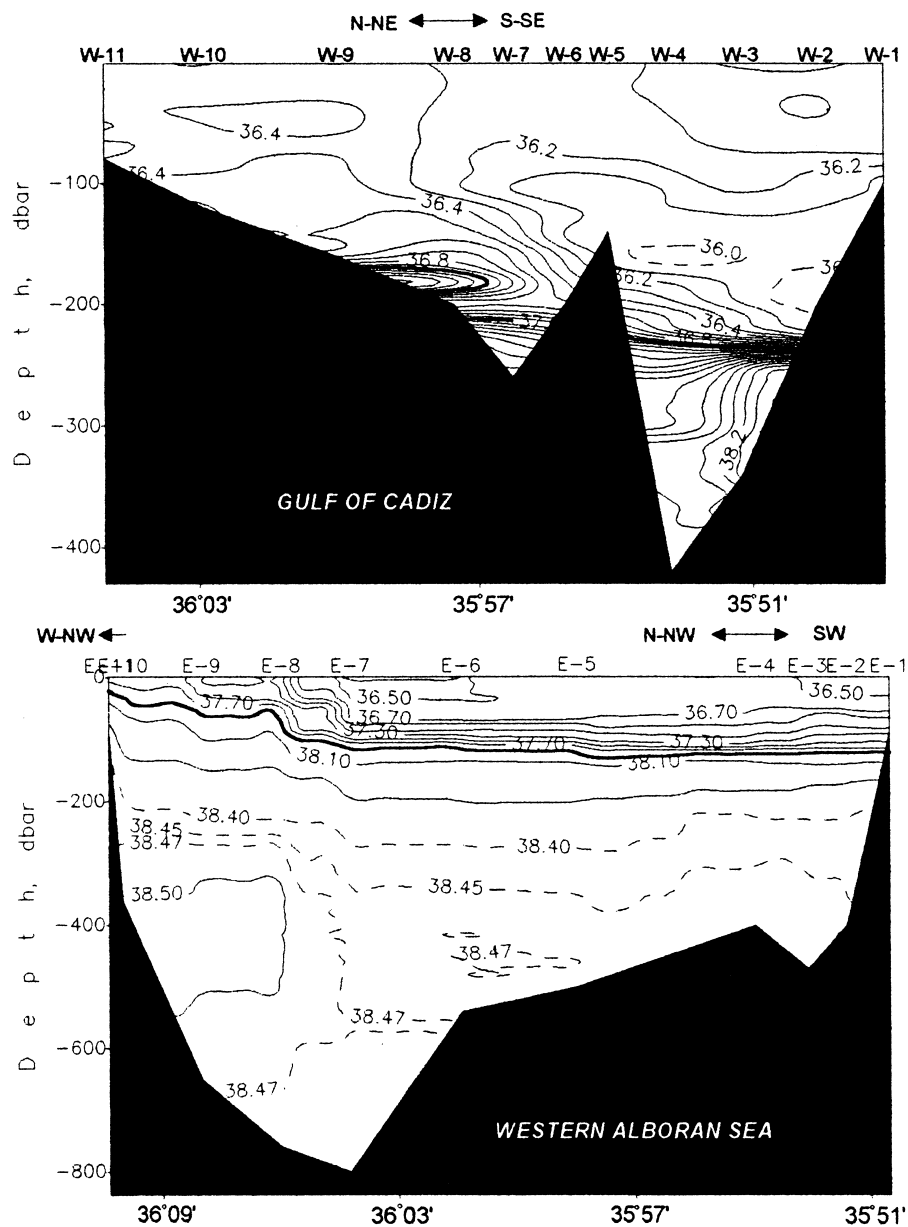 N-NE S-SE
W-11 W-10 W-9 W-8 W-7 W-6 W-5 W-4 W-3 W-2 W-1
36.4
36.2
36.2
-100
36.4
36.4
36.0
36.8
36.2
-200
36.4
37
36.8
-300
38.2
GULF OF CADIZ
-400
Depth, dbar
36°03' 35°57' 35°51'
W-NW N-NW SW
E-9 E-8 E-7 E-6 E-5 E-4 E-3 E-2 E-1
0
36.50 36.50
37.70
36.70 36.70
37.30 37.70 37.30
38.10 38.10
-200
38.40
38.45 38.40
38.47
38.50 38.45
-400
38.47
38.47
-600
38.47
WESTERN ALBORAN SEA
-800
Depth, dbar
36°09' 36°03' 35°57' 35°51'